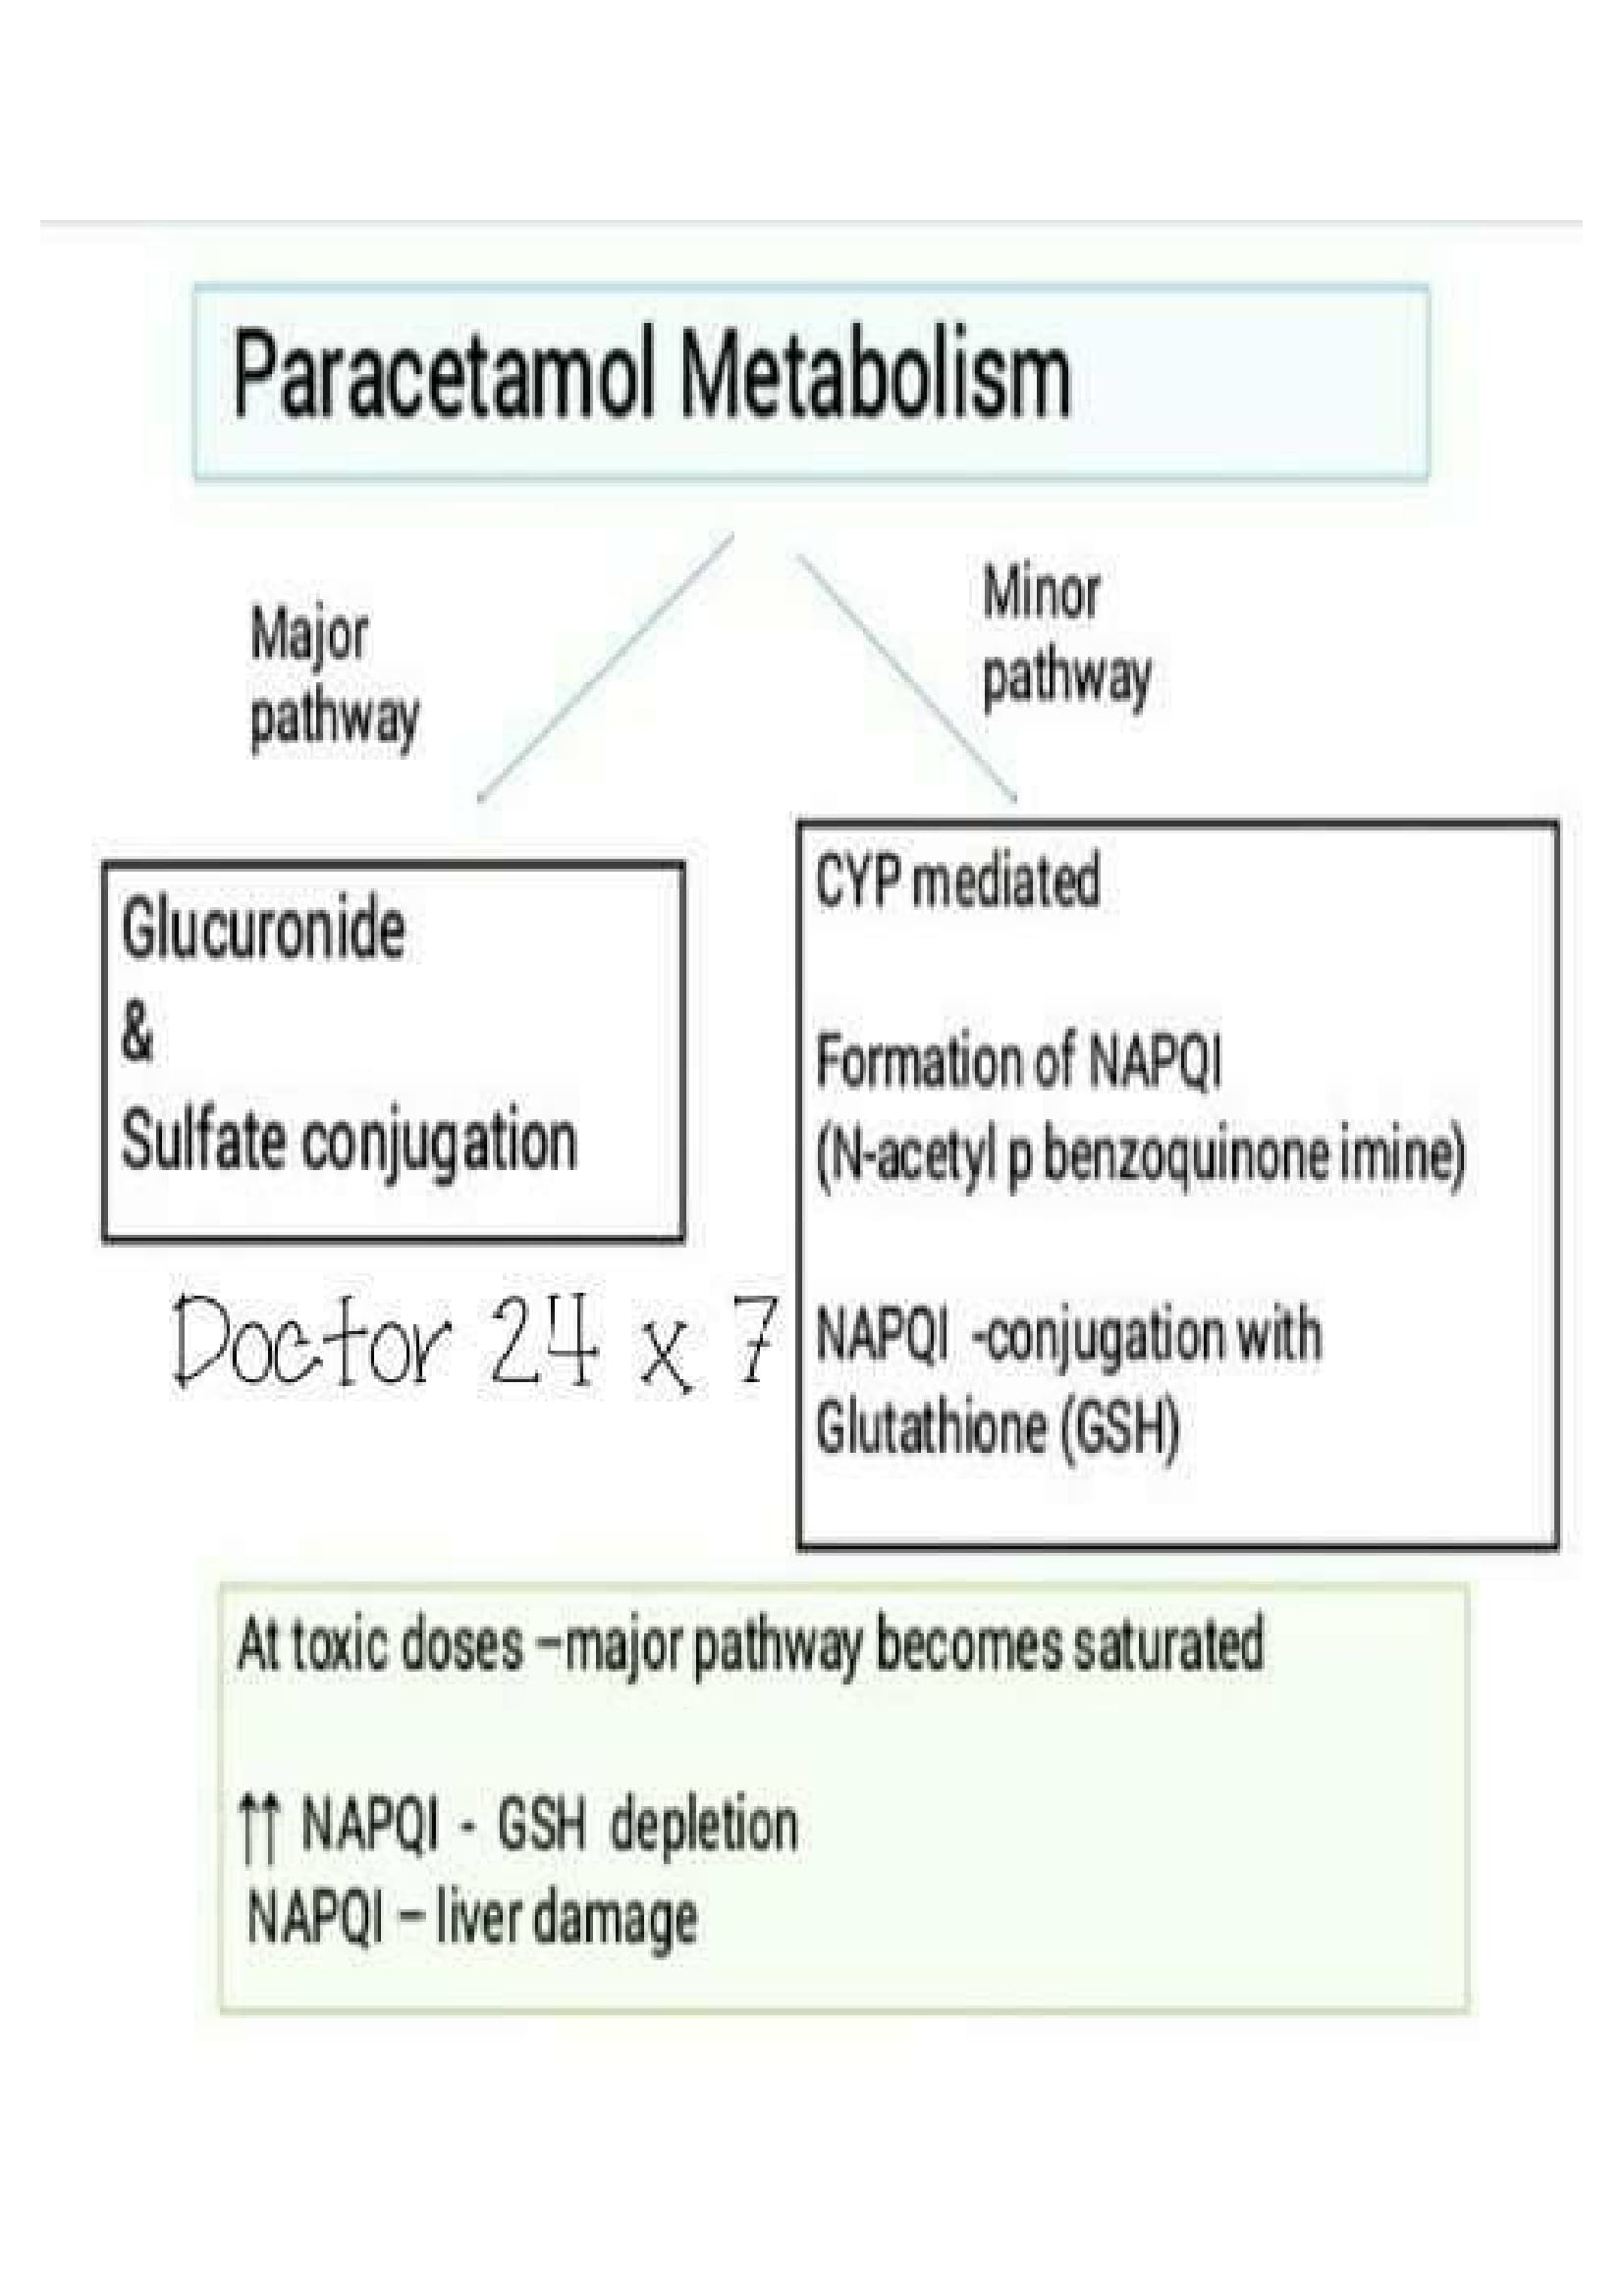 Paracetamol Metabolism
Major
pathway
Minor
pathway
Glucuronide
&
Sulfate conjugation
CYP mediated
Formation of NAPQI
(N-acetyl p benzoquinone imine)
NAPQI -conjugation with
Glutathione (GSH)
Doctor 24 x 7
At toxic doses –major pathway becomes saturated
↑↑ NAPQI - GSH depletion
NAPQI – liver damage